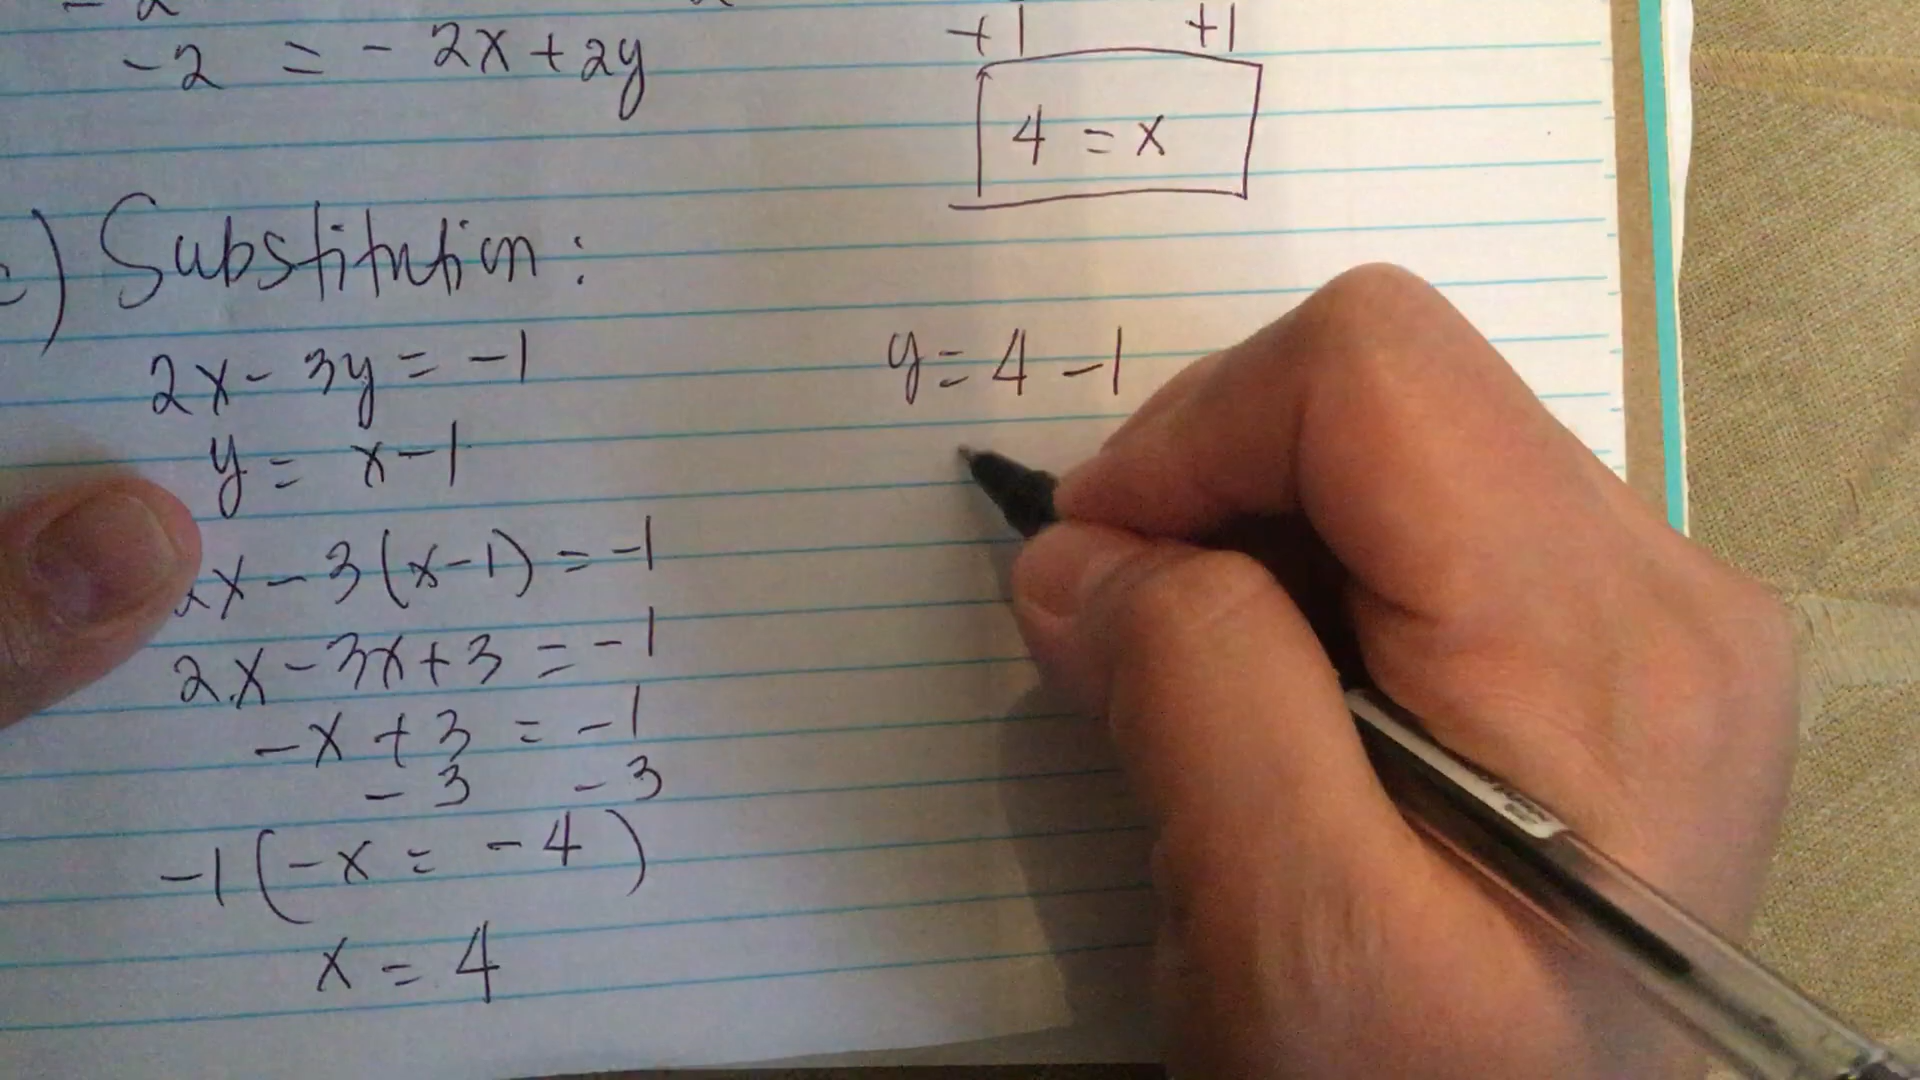 -2 = -2x+2y
+1 +1
4 = x
) Substitution:
2x - 3y = -1
y = x-1
2x - 3(x-1) = -1
2x - 3x + 3 = -1
-x + 3 = -1
-3 -3
-1(-x = -4)
x = 4
y = 4 - 1